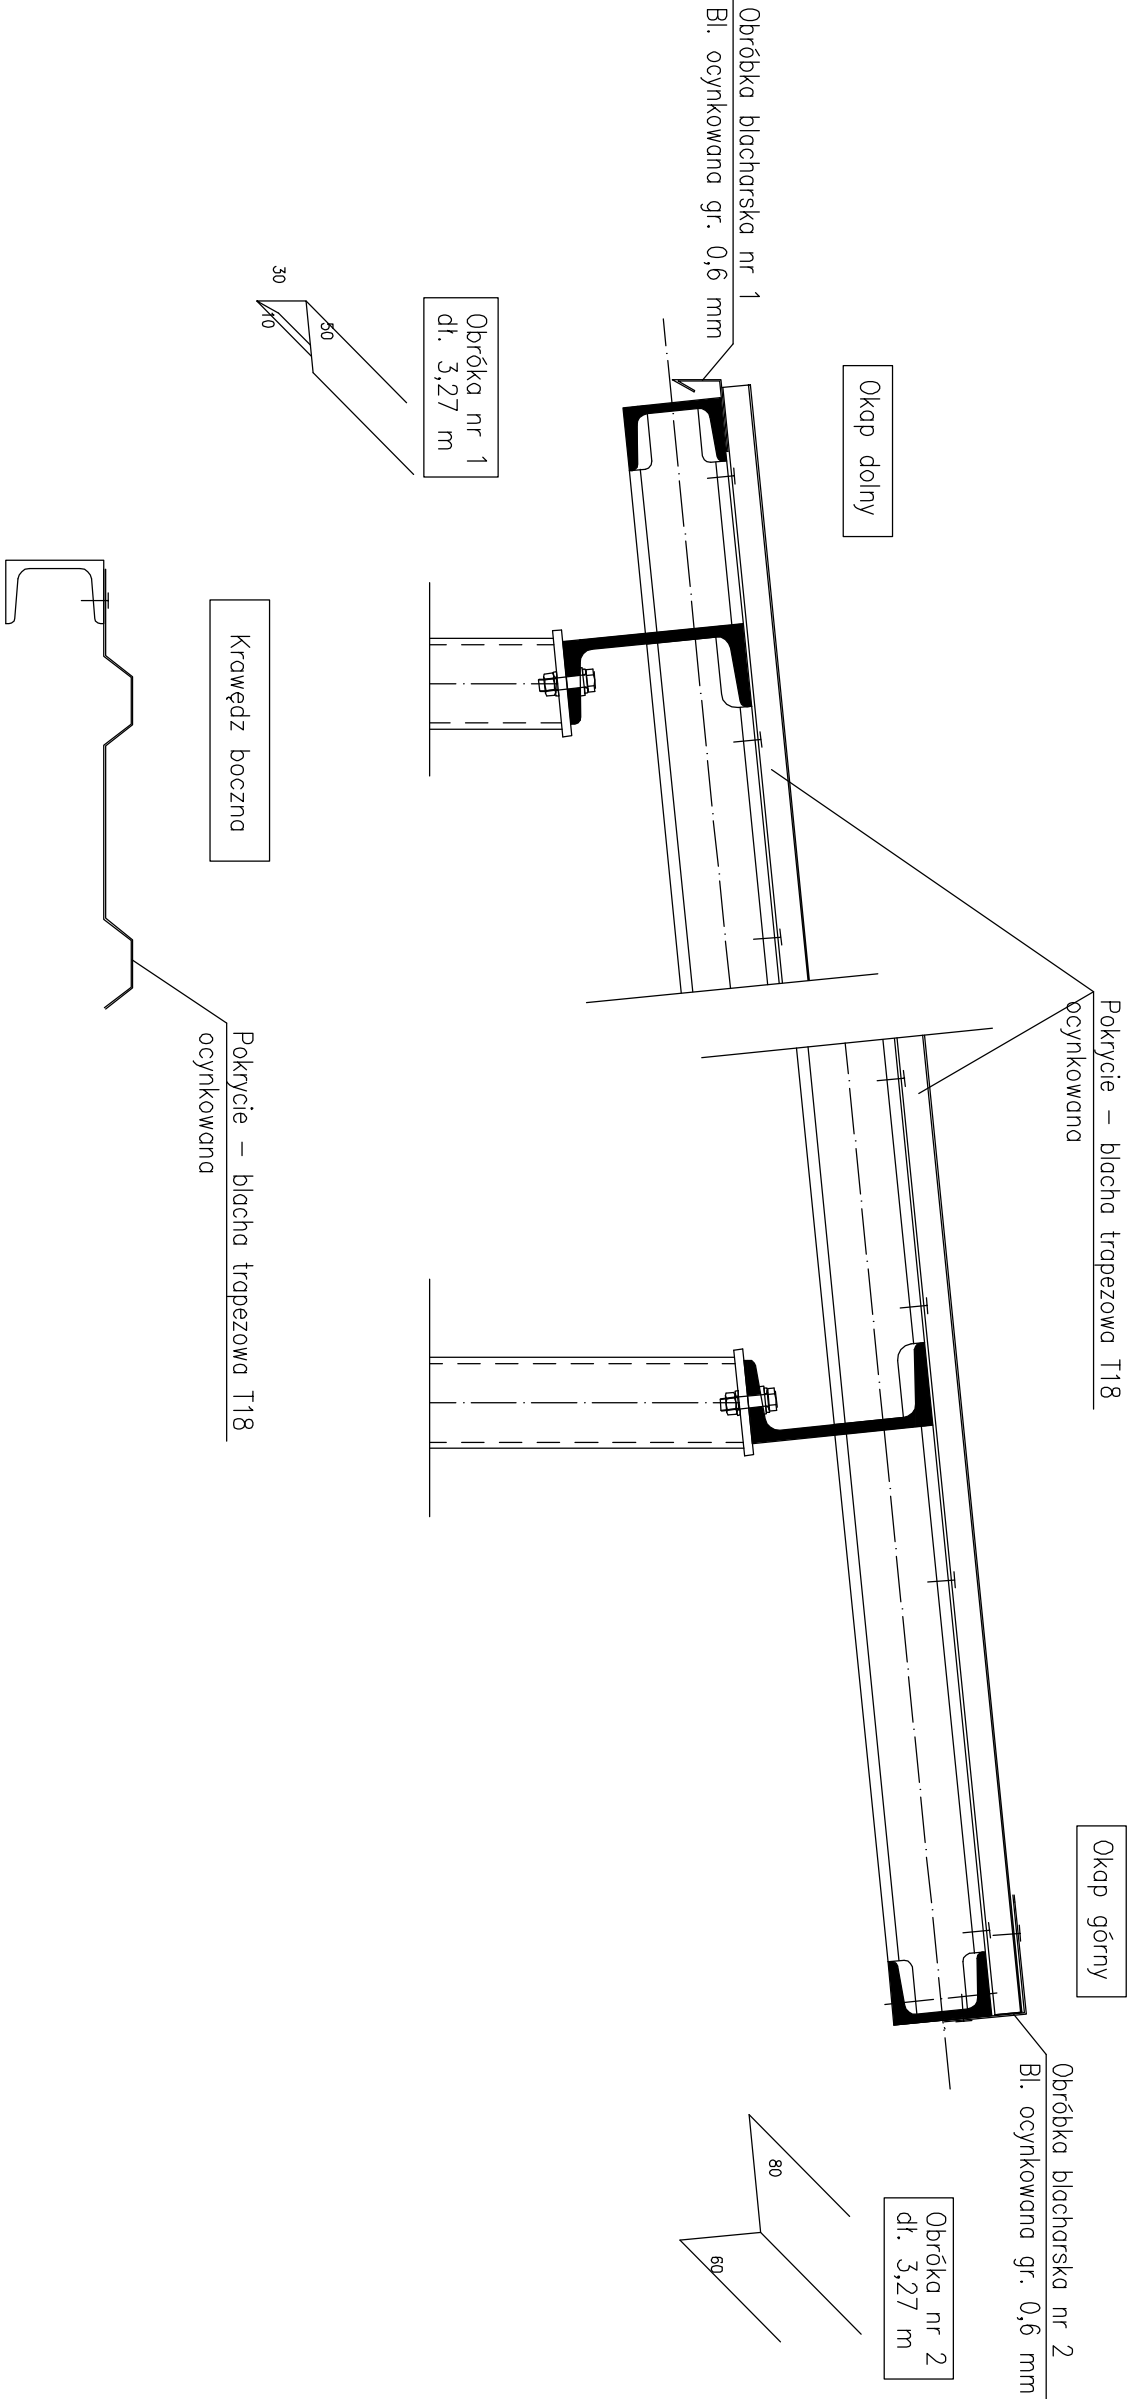 Pokrycie – blacha trapezowa T18
ocynkowana
Okap górny
Obróbka blacharska nr 2
Bl. ocynkowana gr. 0,6 mm
Okap dolny
Obróbka blacharska nr 1
Bl. ocynkowana gr. 0,6 mm
Obróka nr 2
dł. 3,27 m
80
60
Obróka nr 1
dł. 3,27 m
50
30
10
Krawędz boczna
Pokrycie – blacha trapezowa T18
ocynkowana